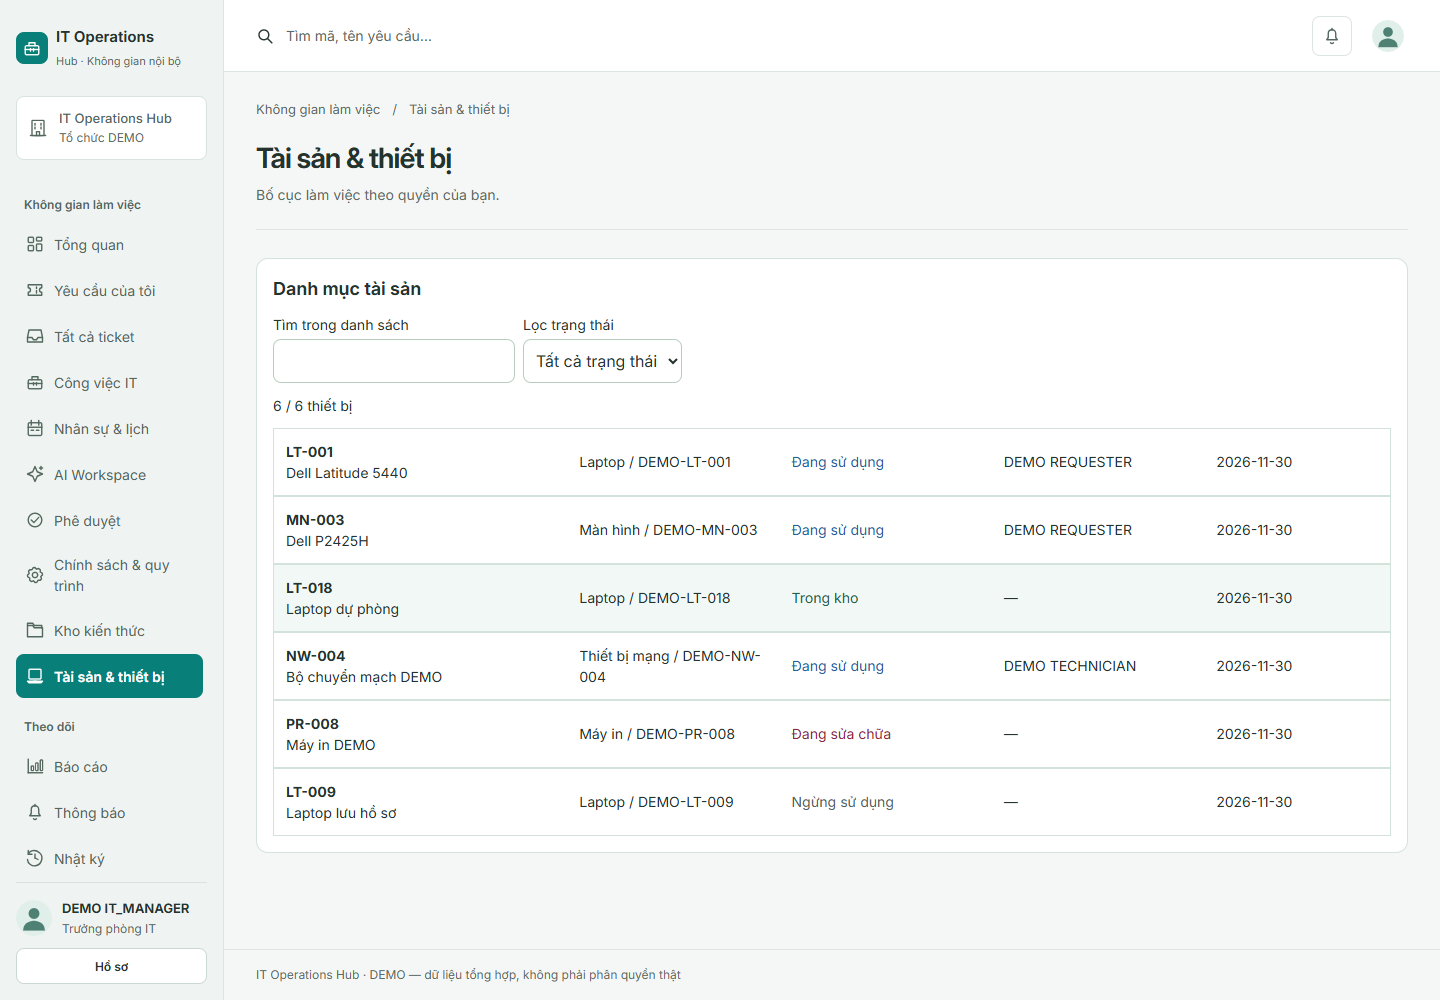 IT Operations
Hub · Không gian nội bộ
IT Operations Hub
Tổ chức DEMO
Không gian làm việc
Tổng quan
Yêu cầu của tôi
Tất cả ticket
Công việc IT
Nhân sự & lịch
AI Workspace
Phê duyệt
Chính sách & quy
trình
Kho kiến thức
Tài sản & thiết bị
Theo dõi
Báo cáo
Thông báo
Nhật ký
DEMO IT_MANAGER
Trưởng phòng IT
Hồ sơ
Tìm mã, tên yêu cầu...
Không gian làm việc / Tài sản & thiết bị
Tài sản & thiết bị
Bố cục làm việc theo quyền của bạn.
Danh mục tài sản
Tìm trong danh sách
Lọc trạng thái
Tất cả trạng thái
6 / 6 thiết bị
LT-001
Dell Latitude 5440
Laptop / DEMO-LT-001
Đang sử dụng
DEMO REQUESTER
2026-11-30
MN-003
Dell P2425H
Màn hình / DEMO-MN-003
Đang sử dụng
DEMO REQUESTER
2026-11-30
LT-018
Laptop dự phòng
Laptop / DEMO-LT-018
Trong kho
—
2026-11-30
NW-004
Bộ chuyển mạch DEMO
Thiết bị mạng / DEMO-NW-
004
Đang sử dụng
DEMO TECHNICIAN
2026-11-30
PR-008
Máy in DEMO
Máy in / DEMO-PR-008
Đang sửa chữa
—
2026-11-30
LT-009
Laptop lưu hồ sơ
Laptop / DEMO-LT-009
Ngừng sử dụng
—
2026-11-30
IT Operations Hub · DEMO — dữ liệu tổng hợp, không phải phân quyền thật